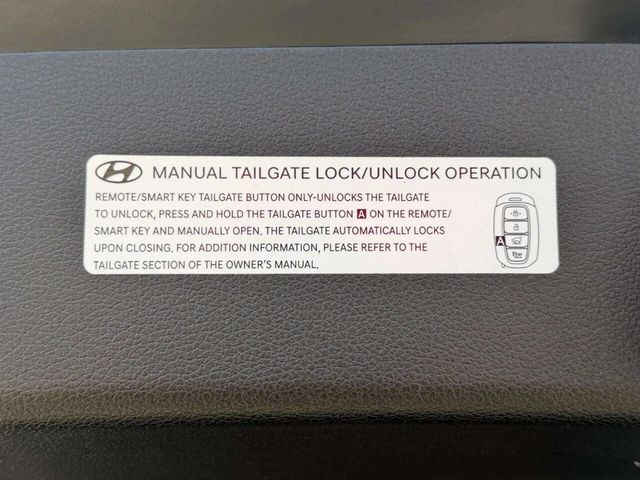 MANUAL TAILGATE LOCK/UNLOCK OPERATION
REMOTE/SMART KEY TAILGATE BUTTON ONLY-UNLOCKS THE TAILGATE
TO UNLOCK, PRESS AND HOLD THE TAILGATE BUTTON A ON THE REMOTE/
SMART KEY AND MANUALLY OPEN. THE TAILGATE AUTOMATICALLY LOCKS
UPON CLOSING. FOR ADDITION INFORMATION, PLEASE REFER TO THE
TAILGATE SECTION OF THE OWNER'S MANUAL.
A